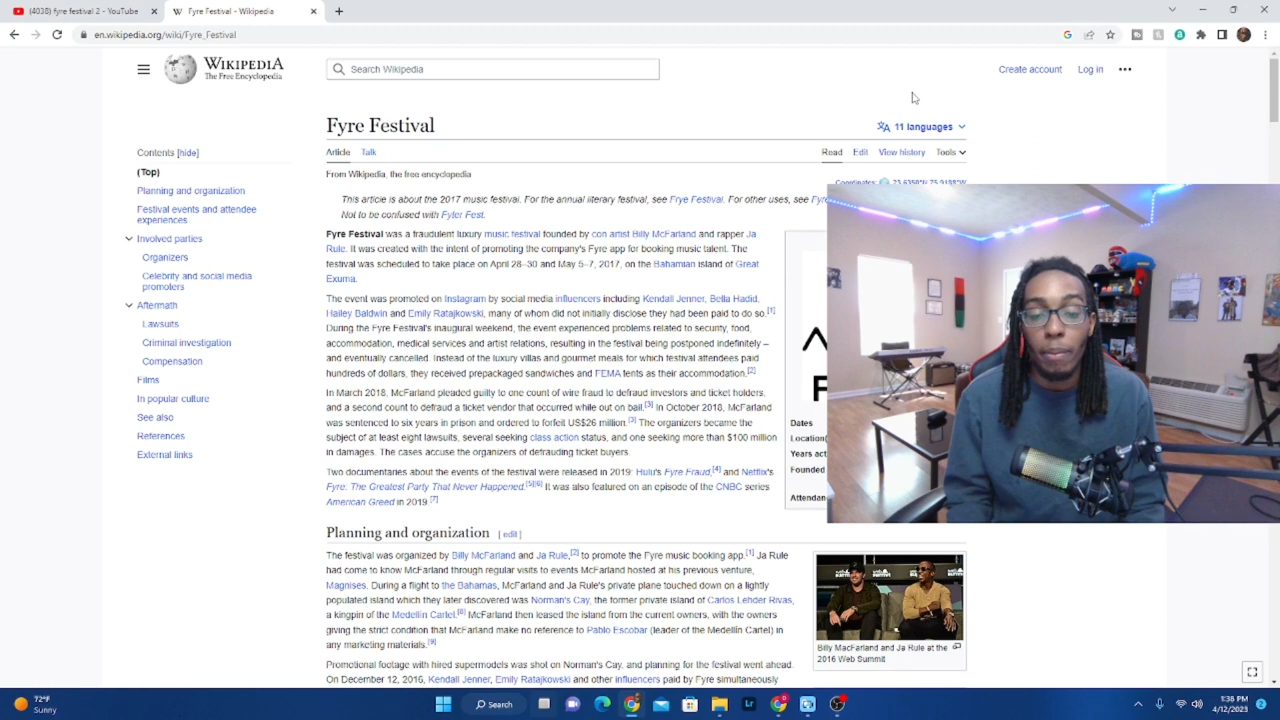 (4038) fyre festival 2 - YouTube
Fyre Festival - Wikipedia
en.wikipedia.org/wiki/Fyre_Festival
WIKIPEDIA
The Free Encyclopedia
Search Wikipedia
Create account
Log in
Fyre Festival
11 languages
Contents [hide]
(Top)
Planning and organization
Festival events and attendee
experiences
Involved parties
Organizers
Celebrity and social media
promoters
Aftermath
Lawsuits
Criminal investigation
Compensation
Films
In popular culture
See also
References
External links
Article Talk
Read Edit View history Tools
From Wikipedia, the free encyclopedia
Coordinates:
This article is about the 2017 music festival. For the annual literary festival, see Frye Festival. For other uses, see
Not to be confused with Fyter Fest.
Fyre Festival was a fraudulent luxury music festival founded by con artist Billy McFarland and rapper Ja
Rule. It was created with the intent of promoting the company's Fyre app for booking music talent. The
festival was scheduled to take place on April 28–30 and May 5–7, 2017, on the Bahamian island of Great
Exuma.
The event was promoted on Instagram by social media influencers including Kendall Jenner, Bella Hadid,
Hailey Baldwin and Emily Ratajkowski, many of whom did not initially disclose they had been paid to do so.[1]
During the Fyre Festival's inaugural weekend, the event experienced problems related to security, food,
accommodation, medical services and artist relations, resulting in the festival being postponed indefinitely –
and eventually cancelled. Instead of the luxury villas and gourmet meals for which festival attendees paid
hundreds of dollars, they received prepackaged sandwiches and FEMA tents as their accommodation.[2]
In March 2018, McFarland pleaded guilty to one count of wire fraud to defraud investors and ticket holders,
and a second count to defraud a ticket vendor that occurred while out on bail.[3] In October 2018, McFarland
was sentenced to six years in prison and ordered to forfeit US$26 million.[3] The organizers became the
subject of at least eight lawsuits, several seeking class action status, and one seeking more than $100 million
in damages. The cases accuse the organizers of defrauding ticket buyers.
Two documentaries about the events of the festival were released in 2019: Hulu's Fyre Fraud,[4] and Netflix's
Fyre: The Greatest Party That Never Happened.[5][6] It was also featured on an episode of the CNBC series
American Greed in 2019.[7]
Dates
Location(
Years act
Founded
Attendan
Planning and organization [ edit ]
The festival was organized by Billy McFarland and Ja Rule,[2] to promote the Fyre music booking app.[1] Ja Rule
had come to know McFarland through regular visits to events McFarland hosted at his previous venture,
Magnises. During a flight to the Bahamas, McFarland and Ja Rule's private plane touched down on a lightly
populated island which they later discovered was Norman's Cay, the former private island of Carlos Lehder Rivas,
a kingpin of the Medellín Cartel.[8] McFarland then leased the island from the current owners, with the owners
giving the strict condition that McFarland make no reference to Pablo Escobar (leader of the Medellín Cartel) in
any marketing materials.[9]
Promotional footage with hired supermodels was shot on Norman's Cay, and planning for the festival went ahead.
On December 12, 2016, Kendall Jenner, Emily Ratajkowski and other influencers paid by Fyre simultaneously
Billy MacFarland and Ja Rule at the
2016 Web Summit
72°F
Sunny
Search
1:36 PM
4/12/2023